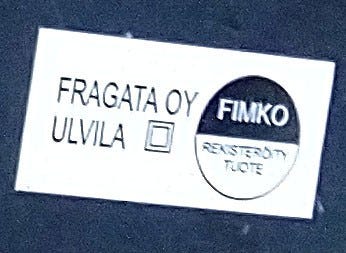 FRAGATA OY
ULVILA
FIMKO
REKISTERÖITY
TUOTE